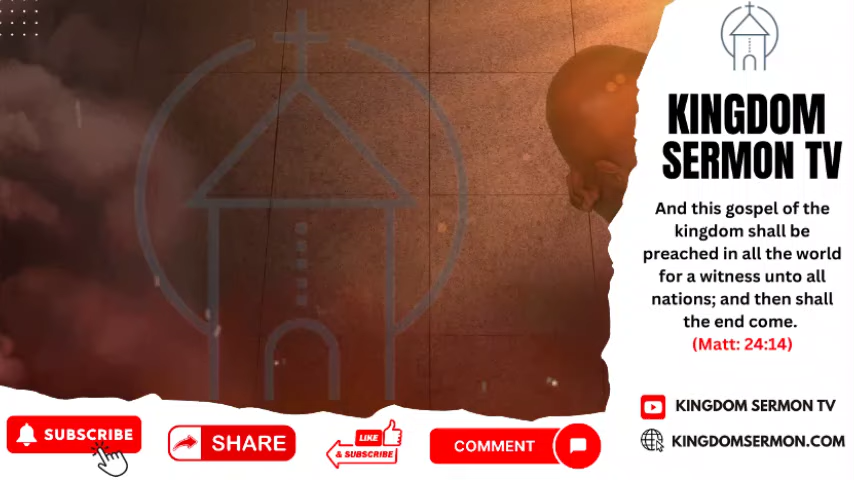 KINGDOM
SERMON TV
And this gospel of the
kingdom shall be
preached in all the world
for a witness unto all
nations; and then shall
the end come.
(Matt: 24:14)
KINGDOM SERMON TV
KINGDOMSERMON.COM
SUBSCRIBE
SHARE
LIKE
& SUBSCRIBE
COMMENT